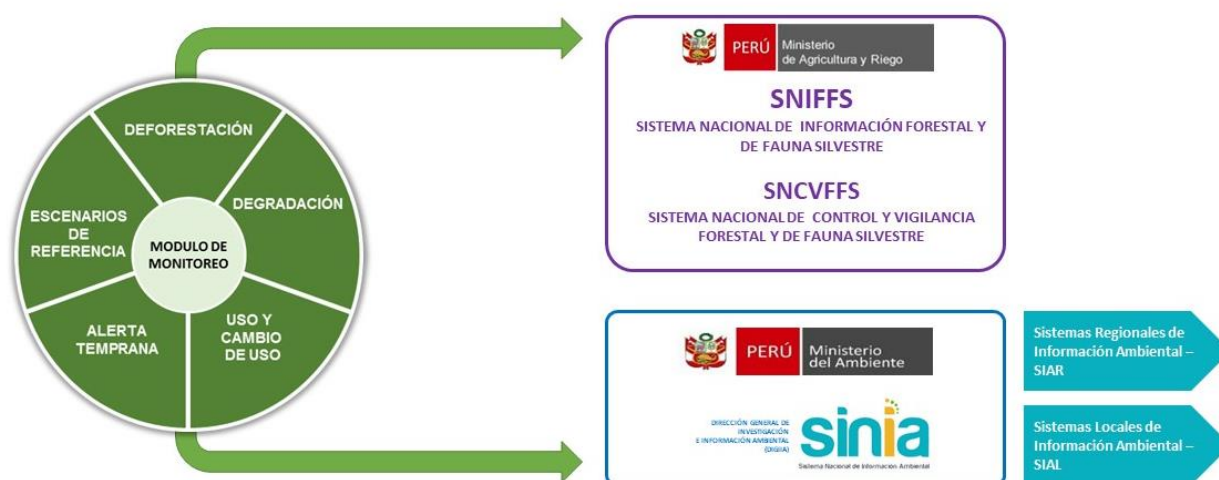 DEFORESTACIÓN
DEGRADACIÓN
USO Y
CAMBIO
DE USO
ALERTA
TEMPRANA
ESCENARIOS
DE
REFERENCIA
MODULO DE
MONITOREO
PERÚ
Ministerio
de Agricultura y Riego
SNIFFS
SISTEMA NACIONAL DE INFORMACIÓN FORESTAL Y
DE FAUNA SILVESTRE
SNCVFFS
SISTEMA NACIONAL DE CONTROL Y VIGILANCIA
FORESTAL Y DE FAUNA SILVESTRE
PERÚ
Ministerio
del Ambiente
DIRECCIÓN GENERAL DE
INVESTIGACIÓN
E INFORMACIÓN AMBIENTAL
(DIGIIA)
sinia
Sistema Nacional de Información Ambiental
Sistemas Regionales de
Información Ambiental –
SIAR
Sistemas Locales de
Información Ambiental –
SIAL